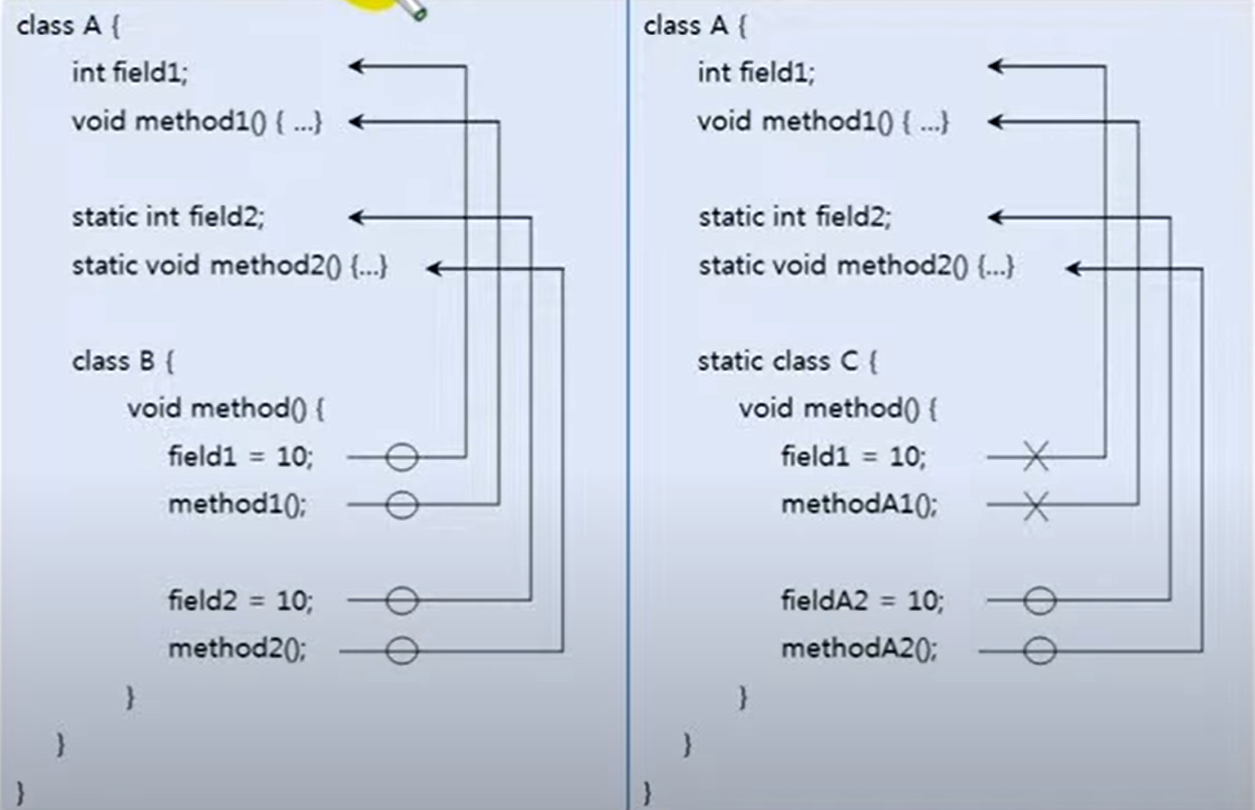 class A {
int field1;
void method1() { ...}
static int field2;
static void method2() {...}
class B {
void method() {
field1 = 10;
method1();
field2 = 10;
method2();
}
}
}
class A {
int field1;
void method1() { ...}
static int field2;
static void method2() {...}
static class C {
void method() {
field1 = 10;
methodA1();
fieldA2 = 10;
methodA2();
}
}
}